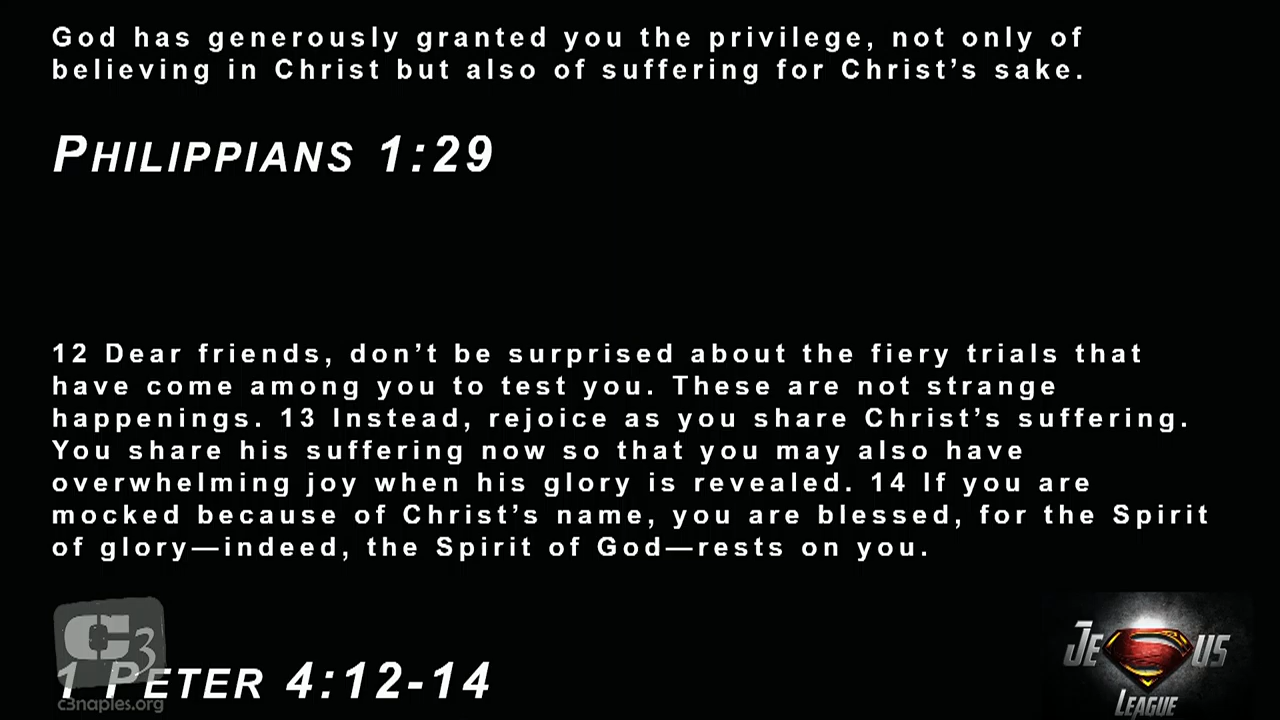 God has generously granted you the privilege, not only of
believing in Christ but also of suffering for Christ’s sake.
PHILIPPIANS 1:29
12 Dear friends, don’t be surprised about the fiery trials that
have come among you to test you. These are not strange
happenings. 13 Instead, rejoice as you share Christ’s suffering.
You share his suffering now so that you may also have
overwhelming joy when his glory is revealed. 14 If you are
mocked because of Christ’s name, you are blessed, for the Spirit
of glory—indeed, the Spirit of God—rests on you.
C3
1 PETER 4:12-14
c3naples.org
JESUS
LEAGUE